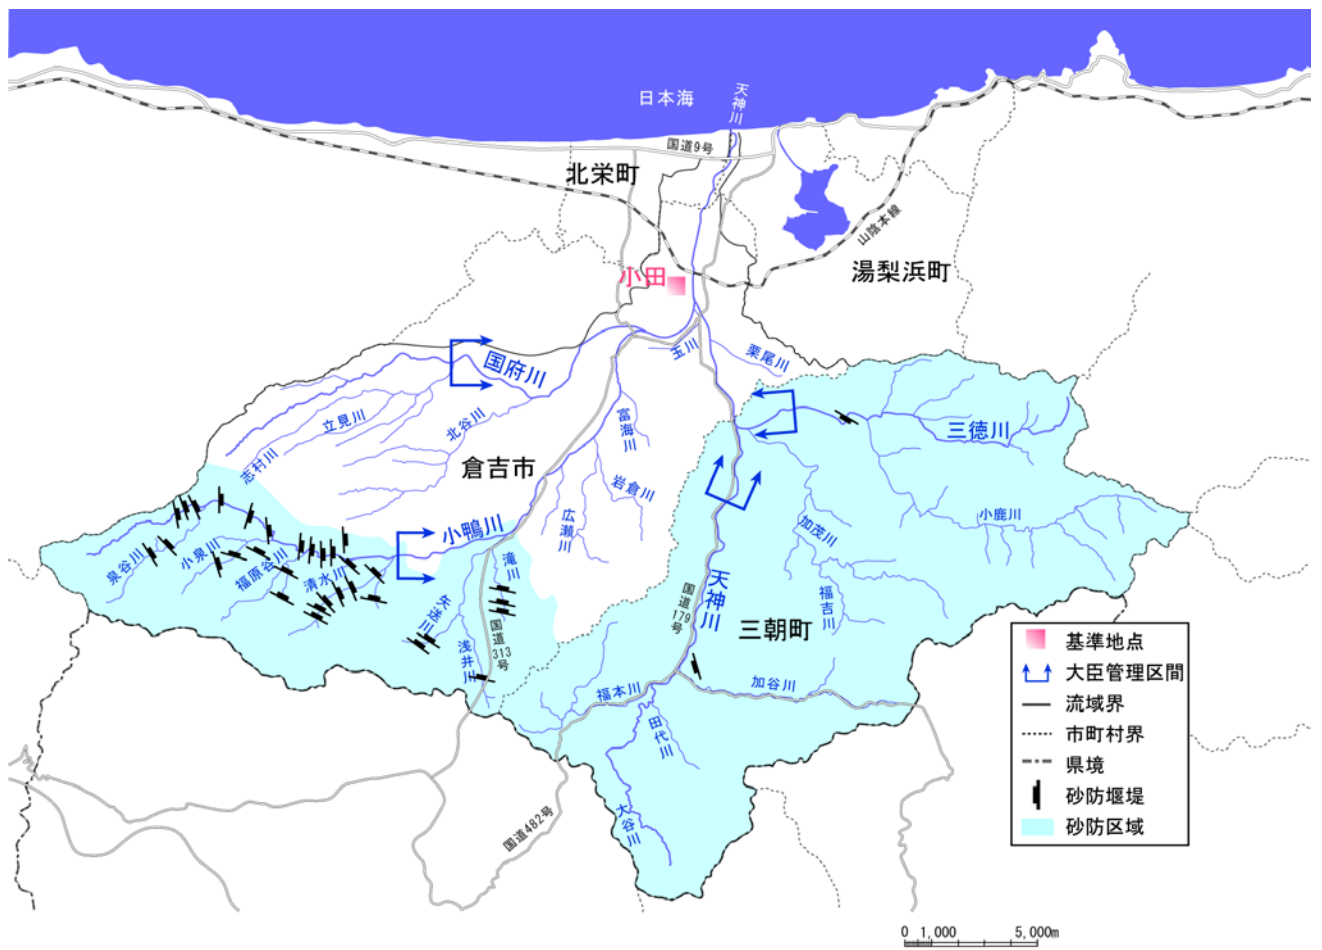 日本海
天神川
国道9号
北栄町
山陰本線
湯梨浜町
小田
国府川
玉川
栗尾川
立見川
北谷川
富海川
三徳川
志村川
倉吉市
岩倉川
広瀬川
小鴨川
小鹿川
加茂川
泉谷川
小泉川
福原谷川
清水川
滝川
矢送川
国道313号
浅井川
国道179号
天神川
福吉川
三朝町
加谷川
福本川
田代川
大谷川
国道482号
基準地点
大臣管理区間
流域界
市町村界
県境
砂防堰堤
砂防区域
0 1,000 5,000m